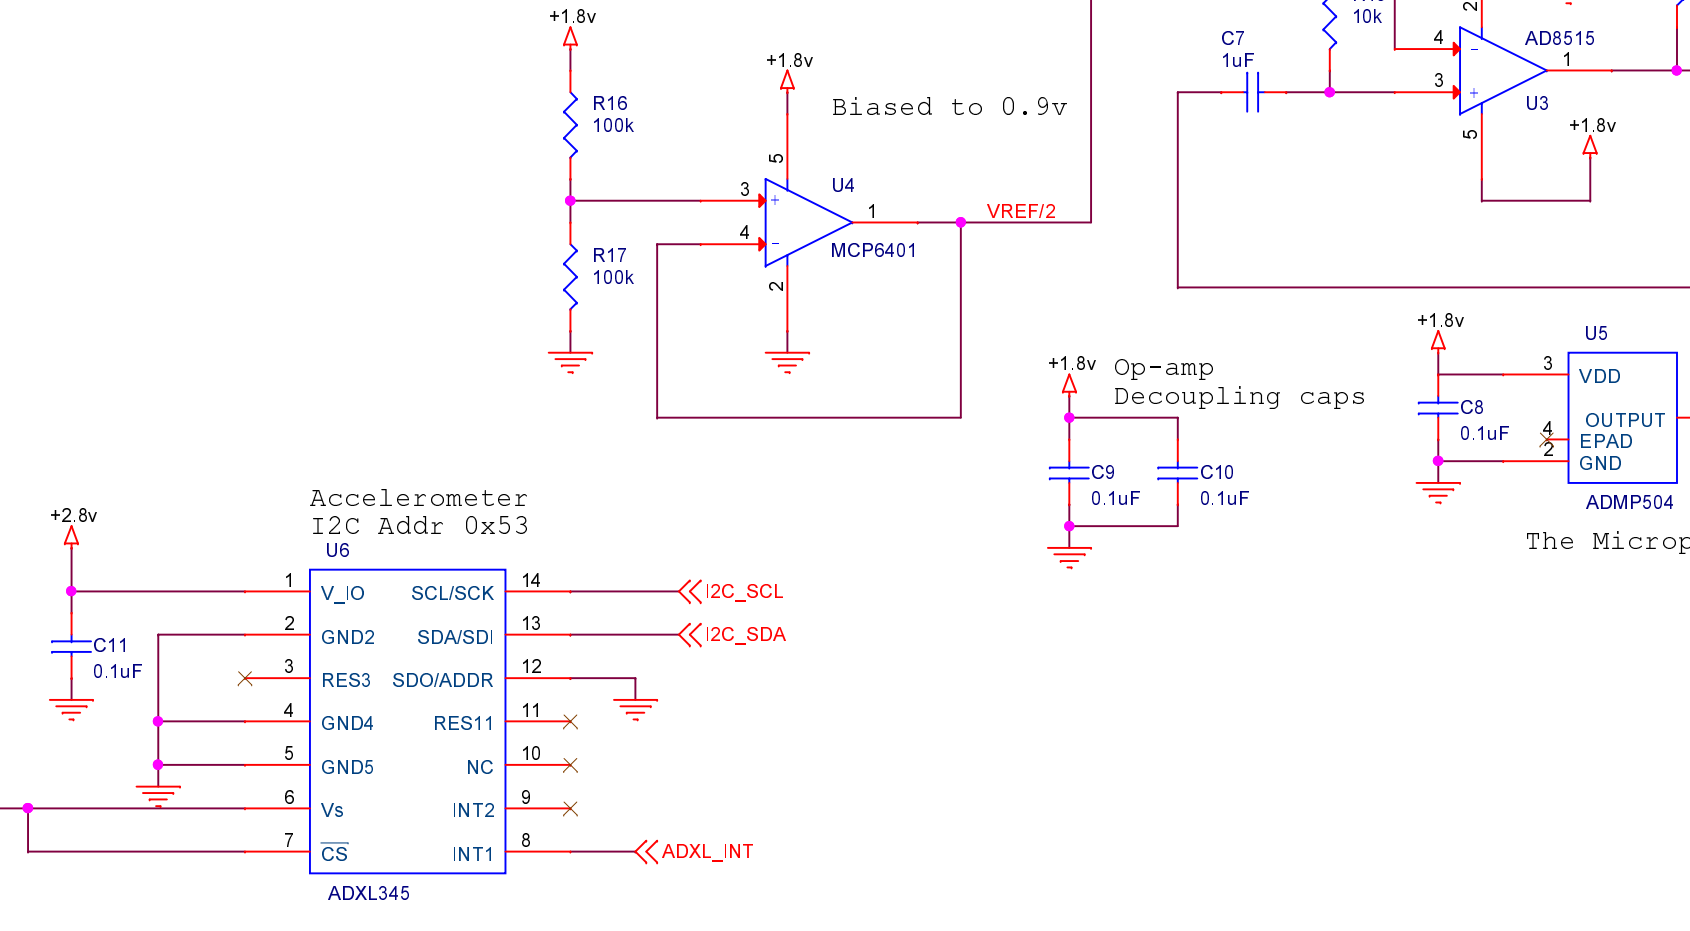 +1.8v
R16
100k
R17
100k
+1.8v
Biased to 0.9v
5
3
+
4
-
2
U4
1
MCP6401
VREF/2
C7
1uF
10k
2
4
-
3
+
5
AD8515
1
U3
+1.8v
+1.8v
Op-amp
Decoupling caps
C9
0.1uF
C10
0.1uF
+1.8v
C8
0.1uF
U5
3
VDD
OUTPUT
4
EPAD
2
GND
ADMP504
The Microp
Accelerometer
I2C Addr 0x53
U6
+2.8v
C11
0.1uF
1
V_IO
SCL/SCK
14
I2C_SCL
2
GND2
SDA/SDI
13
I2C_SDA
3
RES3
SDO/ADDR
12
4
GND4
RES11
11
5
GND5
NC
10
6
Vs
INT2
9
7
CS
INT1
8
ADXL_INT
ADXL345